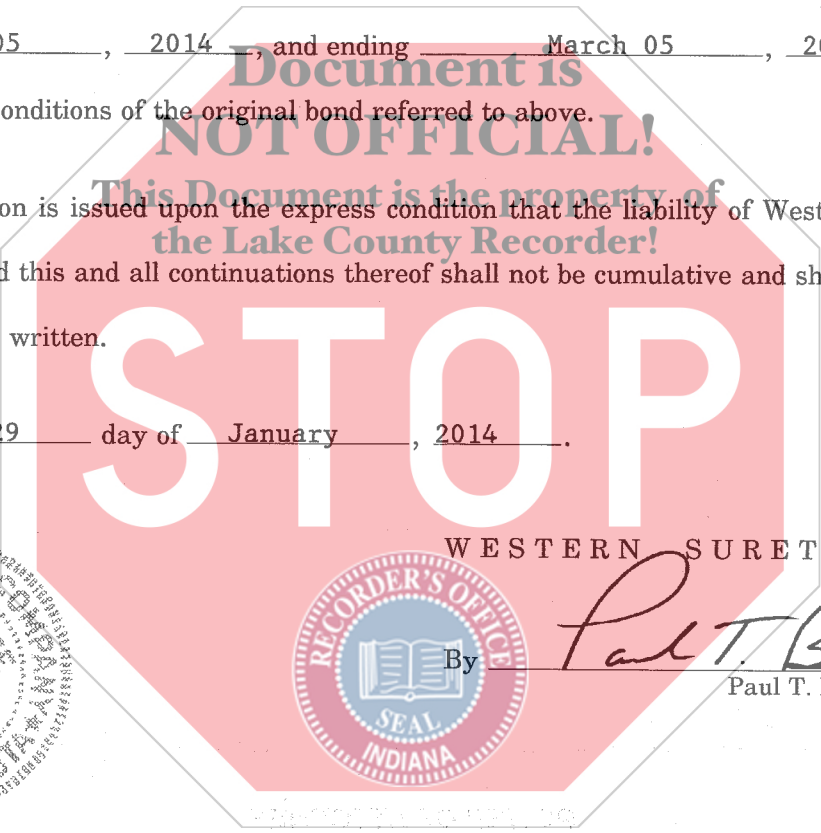 05, 2014, and ending March 05, 20
Document is
onditions of the original bond referred to above.
NOT OFFICIAL!
This Document is the property of
on is issued upon the express condition that the liability of West
the Lake County Recorder!
d this and all continuations thereof shall not be cumulative and sh
written.
STOP
29 day of January, 2014.
WESTERN SURET
RECORDER'S OFFICE
SEAL
INDIANA
By Paul T. B
Paul T.
COMPANY